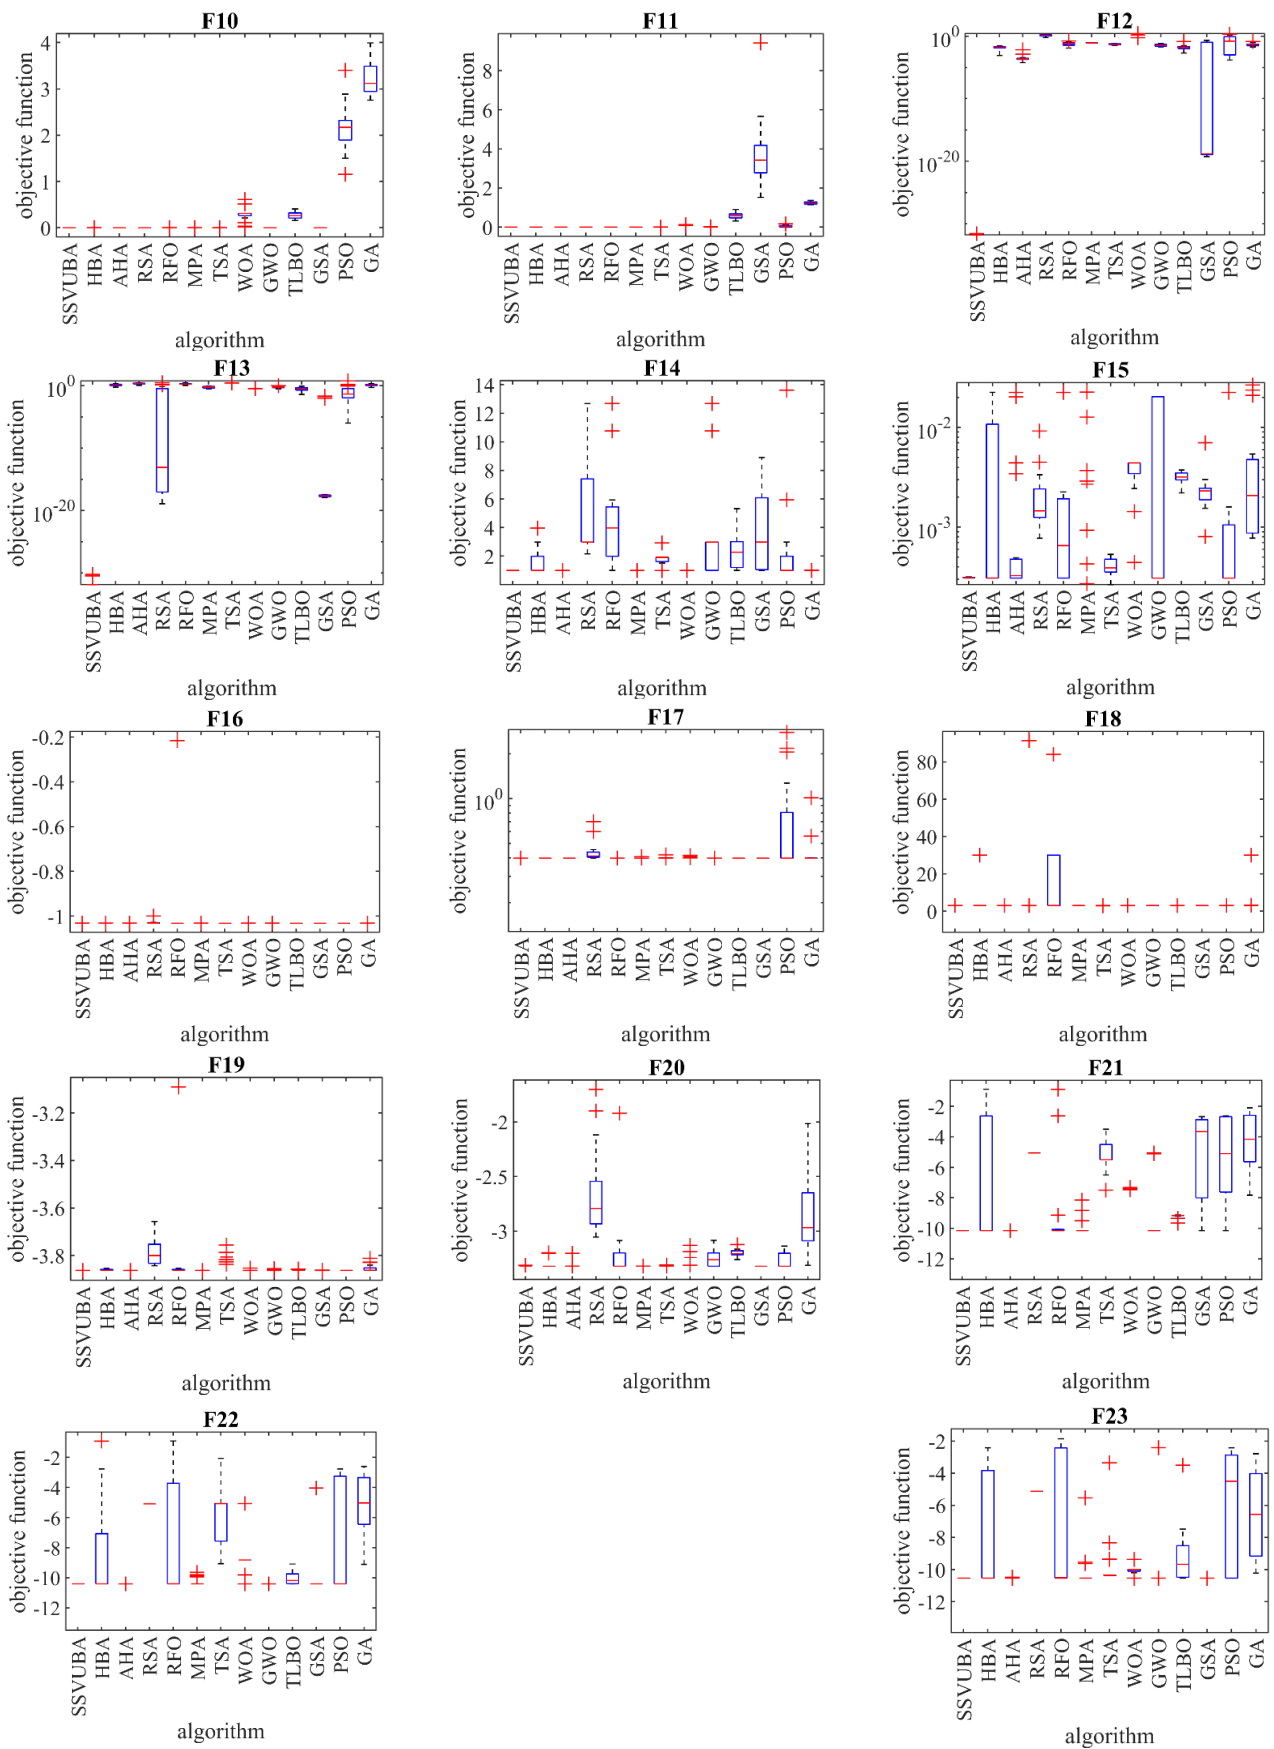 F10
objective function
4
3
2
1
0
SSVUBA
HBA
AHA
RSA
RFO
MPA
TSA
WOA
GWO
TLBO
GSA
PSO
GA
algorithm
F11
objective function
8
6
4
2
0
SSVUBA
HBA
AHA
RSA
RFO
MPA
TSA
WOA
GWO
TLBO
GSA
PSO
GA
algorithm
F12
objective function
10^0
10^-20
SSVUBA
HBA
AHA
RSA
RFO
MPA
TSA
WOA
GWO
TLBO
GSA
PSO
GA
algorithm
F13
objective function
10^0
10^-20
SSVUBA
HBA
AHA
RSA
RFO
MPA
TSA
WOA
GWO
TLBO
GSA
PSO
GA
algorithm
F14
objective function
14
12
10
8
6
4
2
SSVUBA
HBA
AHA
RSA
RFO
MPA
TSA
WOA
GWO
TLBO
GSA
PSO
GA
algorithm
F15
objective function
10^-2
10^-3
SSVUBA
HBA
AHA
RSA
RFO
MPA
TSA
WOA
GWO
TLBO
GSA
PSO
GA
algorithm
F16
objective function
-0.2
-0.4
-0.6
-0.8
-1
SSVUBA
HBA
AHA
RSA
RFO
MPA
TSA
WOA
GWO
TLBO
GSA
PSO
GA
algorithm
F17
objective function
10^0
SSVUBA
HBA
AHA
RSA
RFO
MPA
TSA
WOA
GWO
TLBO
GSA
PSO
GA
algorithm
F18
objective function
80
60
40
20
0
SSVUBA
HBA
AHA
RSA
RFO
MPA
TSA
WOA
GWO
TLBO
GSA
PSO
GA
algorithm
F19
objective function
-3.2
-3.4
-3.6
-3.8
SSVUBA
HBA
AHA
RSA
RFO
MPA
TSA
WOA
GWO
TLBO
GSA
PSO
GA
algorithm
F20
objective function
-2
-2.5
-3
SSVUBA
HBA
AHA
RSA
RFO
MPA
TSA
WOA
GWO
TLBO
GSA
PSO
GA
algorithm
F21
objective function
-2
-4
-6
-8
-10
-12
SSVUBA
HBA
AHA
RSA
RFO
MPA
TSA
WOA
GWO
TLBO
GSA
PSO
GA
algorithm
F22
objective function
-2
-4
-6
-8
-10
-12
SSVUBA
HBA
AHA
RSA
RFO
MPA
TSA
WOA
GWO
TLBO
GSA
PSO
GA
algorithm
F23
objective function
-2
-4
-6
-8
-10
-12
SSVUBA
HBA
AHA
RSA
RFO
MPA
TSA
WOA
GWO
TLBO
GSA
PSO
GA
algorithm